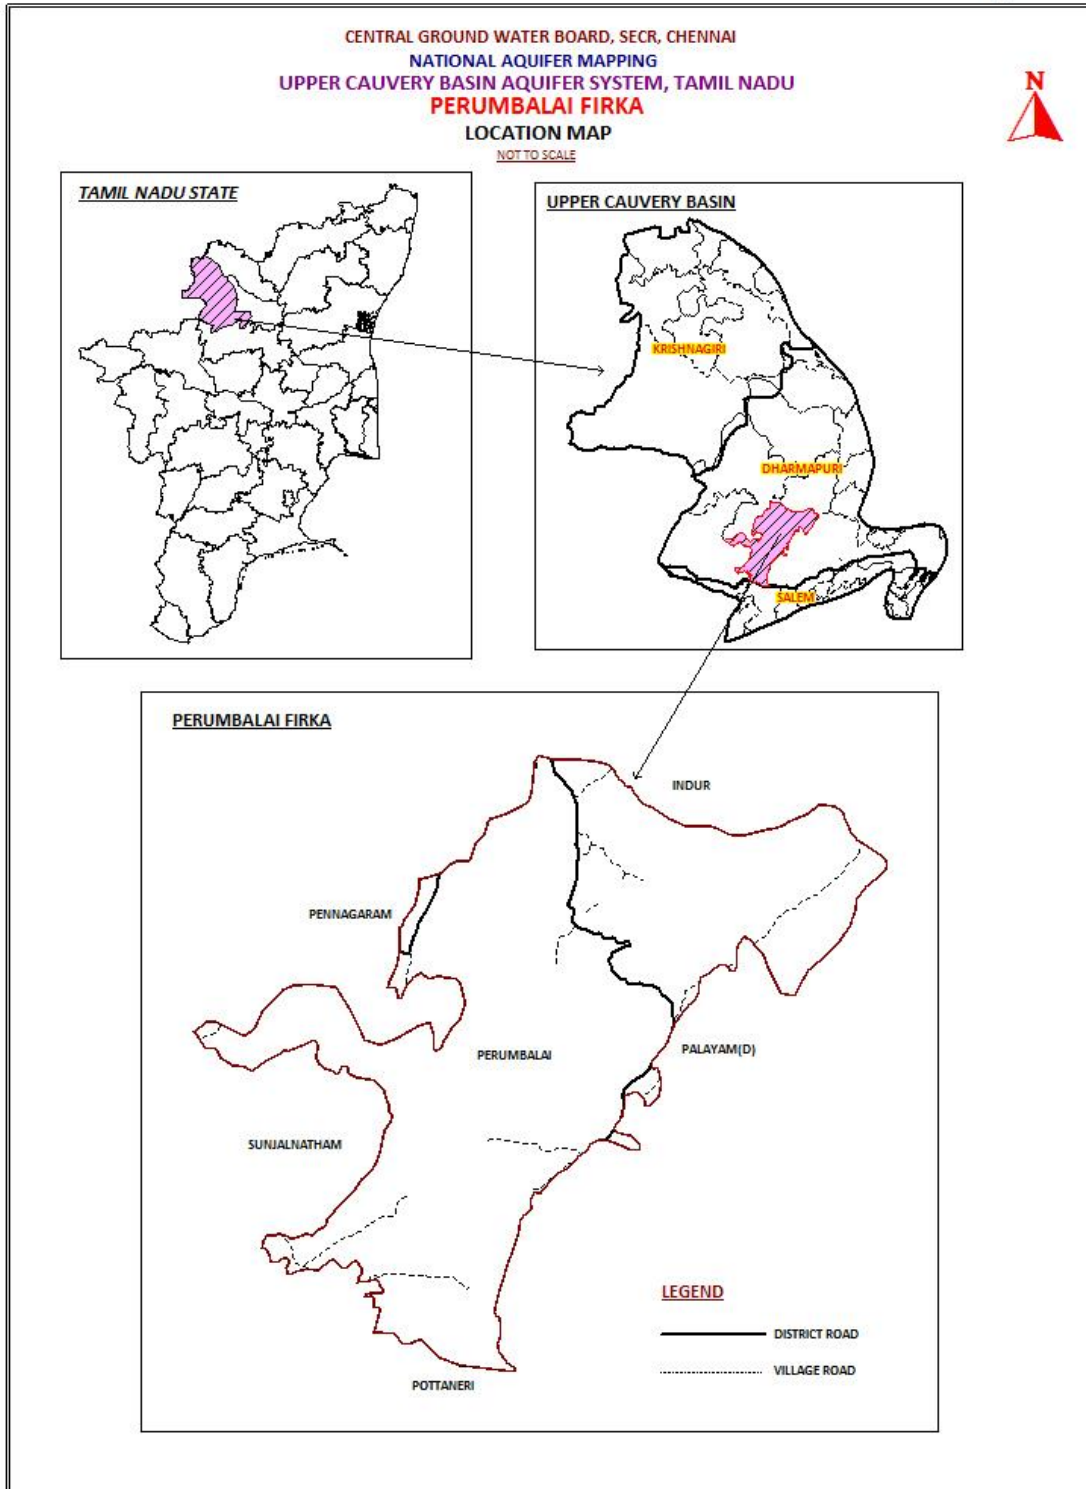 CENTRAL GROUND WATER BOARD, SECR, CHENNAI
NATIONAL AQUIFER MAPPING
UPPER CAUVERY BASIN AQUIFER SYSTEM, TAMIL NADU
PERUMBALAI FIRKA
LOCATION MAP
NOT TO SCALE
N
TAMIL NADU STATE
UPPER CAUVERY BASIN
KRISHNAGIRI
DHARMAPURI
SALEM
PERUMBALAI FIRKA
INDUR
PENNAGARAM
PERUMBALAI
PALAYAM(D)
SUNJALNATHAM
LEGEND
DISTRICT ROAD
VILLAGE ROAD
POTTANERI